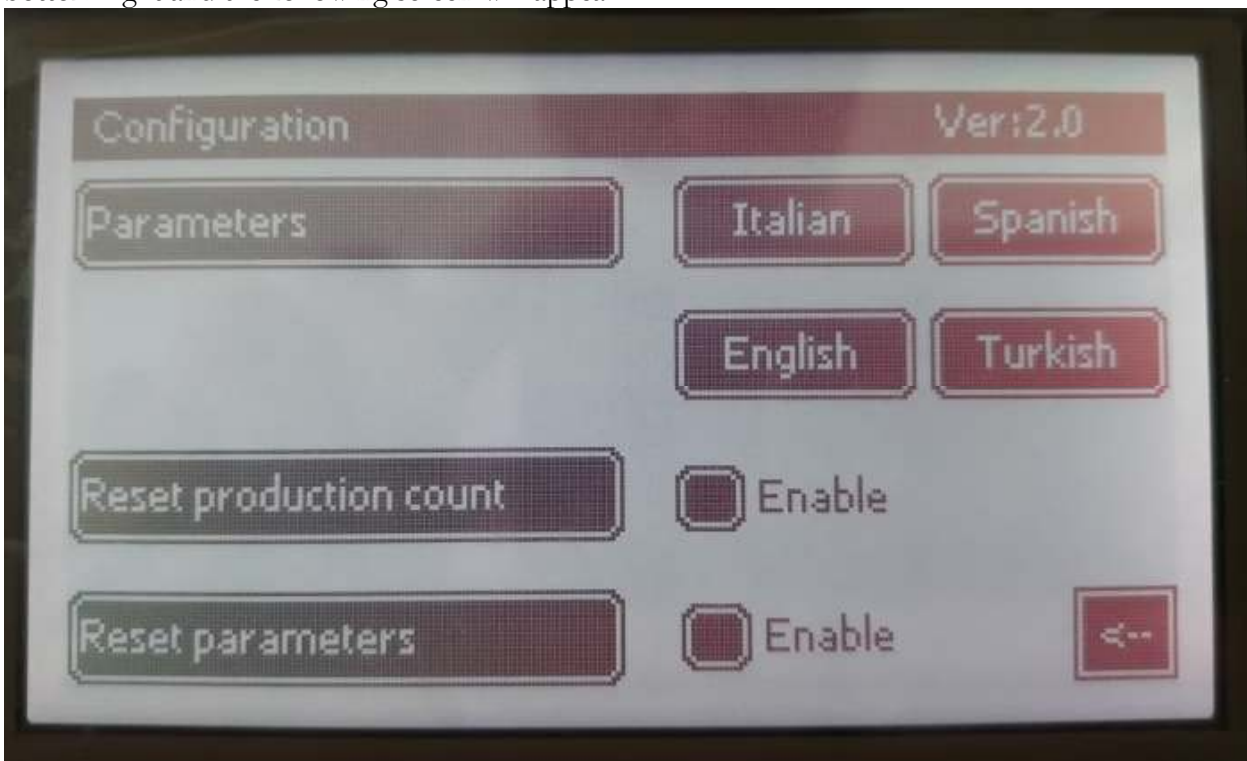 Configuration Ver:2.0
Parameters Italian Spanish
English Turkish
Reset production count Enable
Reset parameters Enable <--